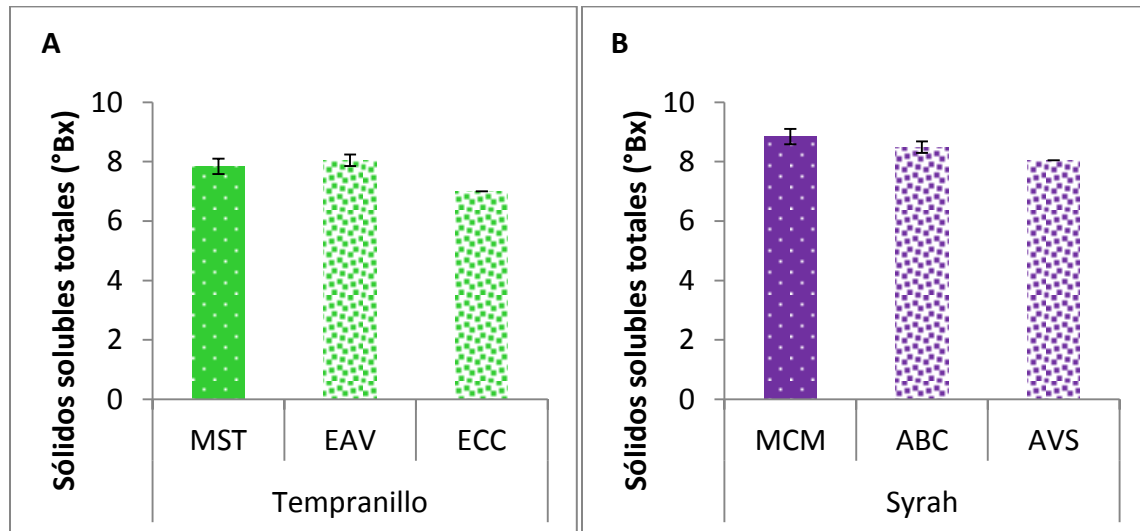 A
Sólidos solubles totales (°Bx)
10
8
6
4
2
0
MST EAV ECC
Tempranillo
B
Sólidos solubles totales (°Bx)
10
8
6
4
2
0
MCM ABC AVS
Syrah